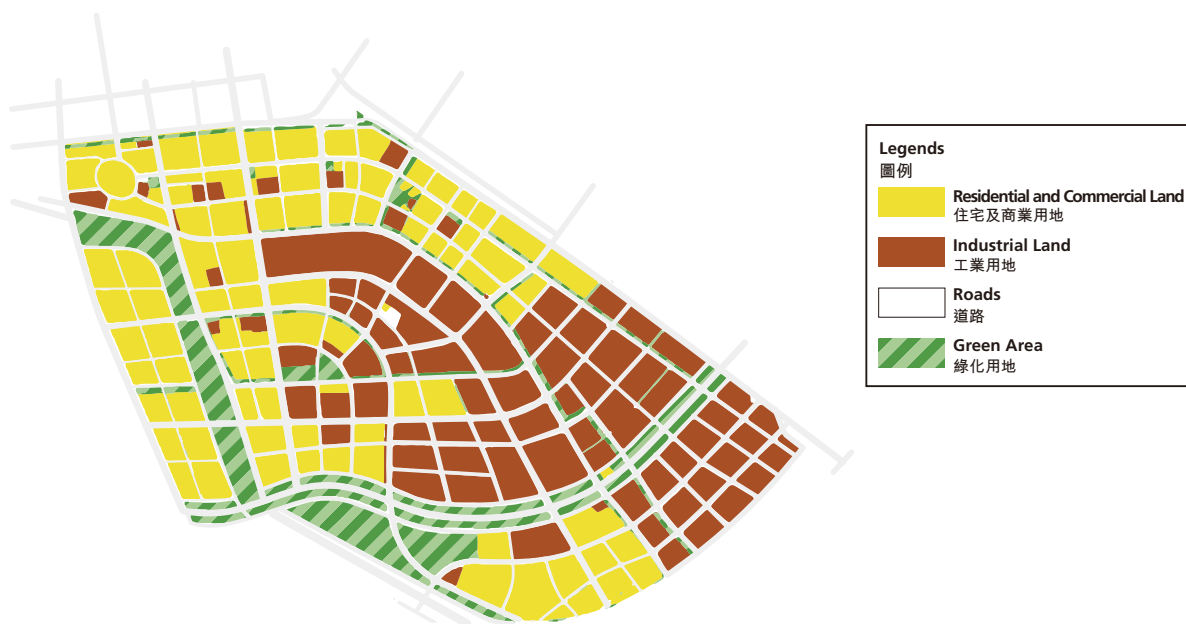 Legends
圖例
Residential and Commercial Land
住宅及商業用地
Industrial Land
工業用地
Roads
道路
Green Area
綠化用地